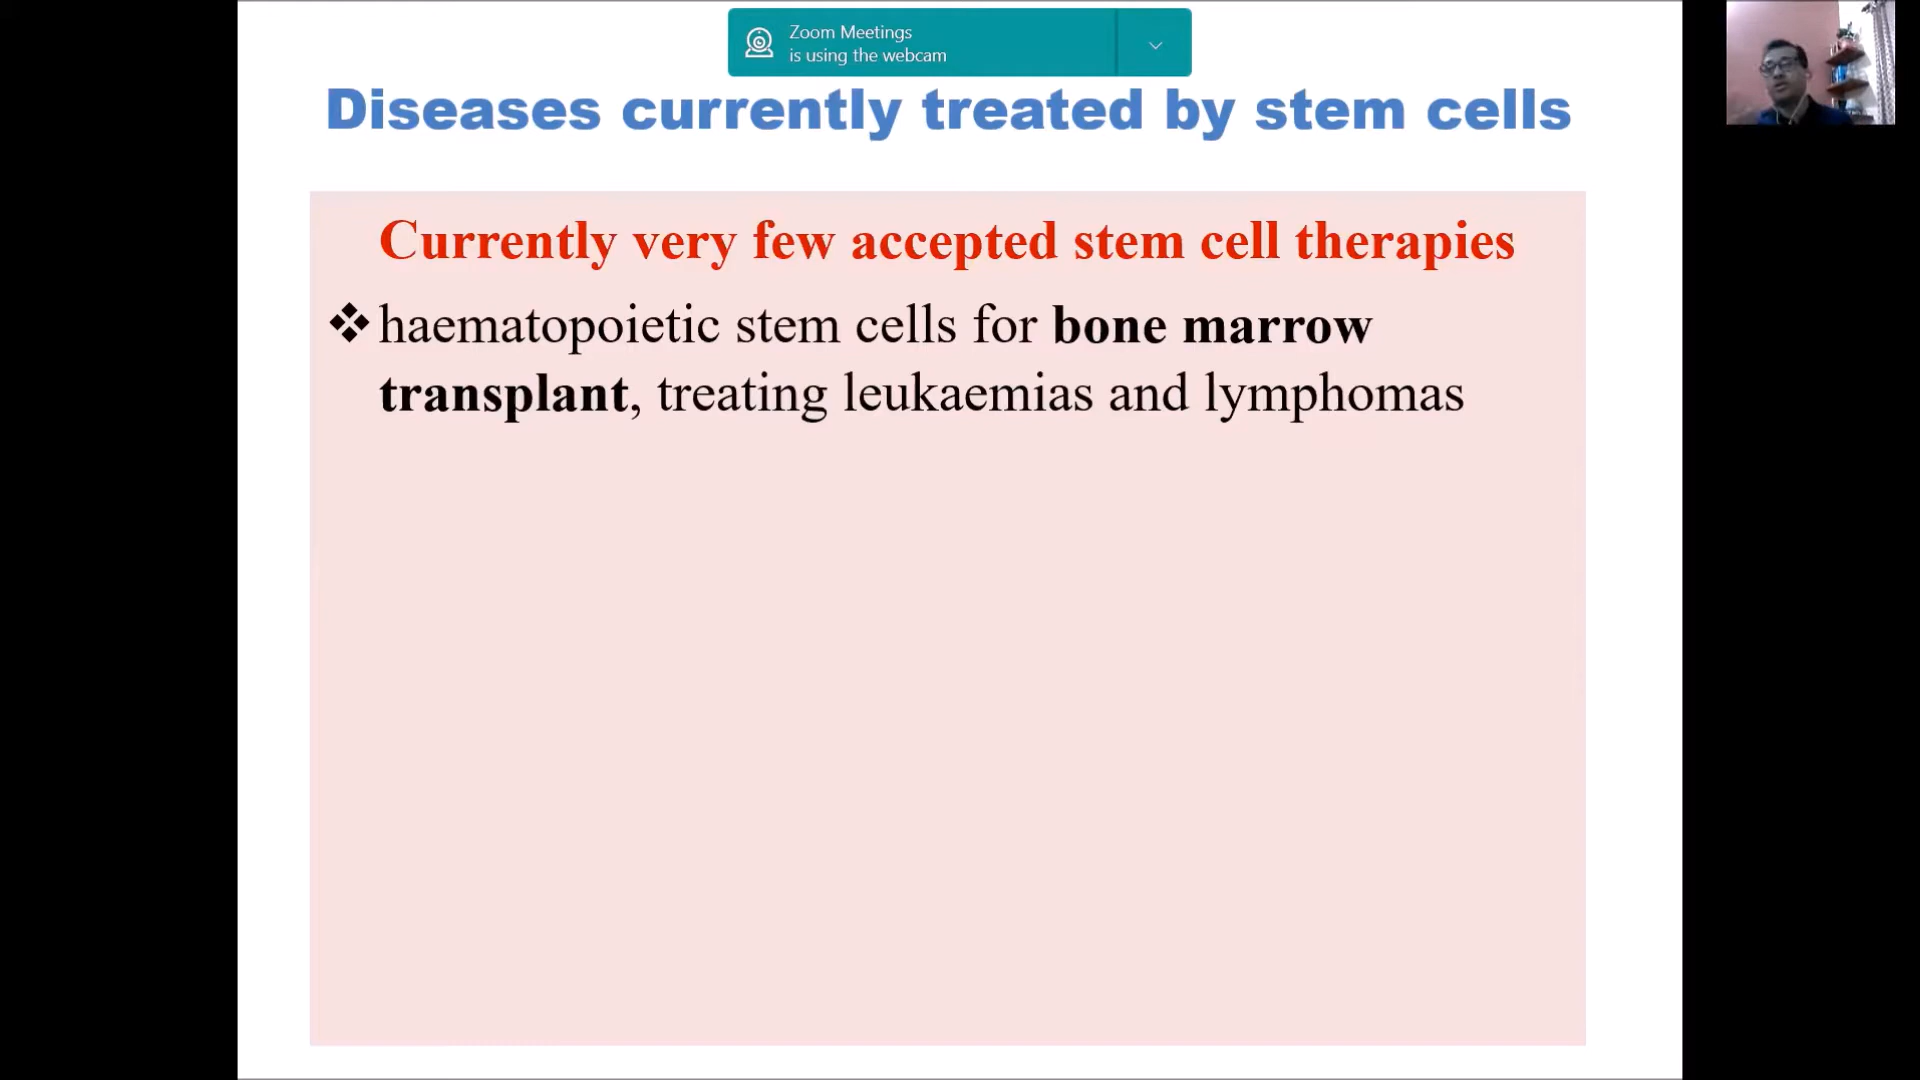 Zoom Meetings
is using the webcam
Diseases currently treated by stem cells
Currently very few accepted stem cell therapies
❖haematopoietic stem cells for bone marrow
transplant, treating leukaemias and lymphomas